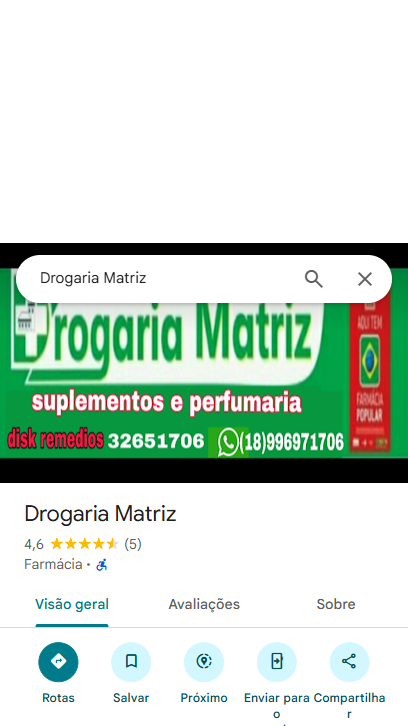 Drogaria Matriz
Drogaria Matriz
AQUI TEM
FARMÁCIA
POPULAR
suplementos e perfumaria
disk remedios 32651706 (18)996971706
Drogaria Matriz
4,6 (5)
Farmácia ·
Visão geral Avaliações Sobre
Rotas Salvar Próximo Enviar para o Compartilhar